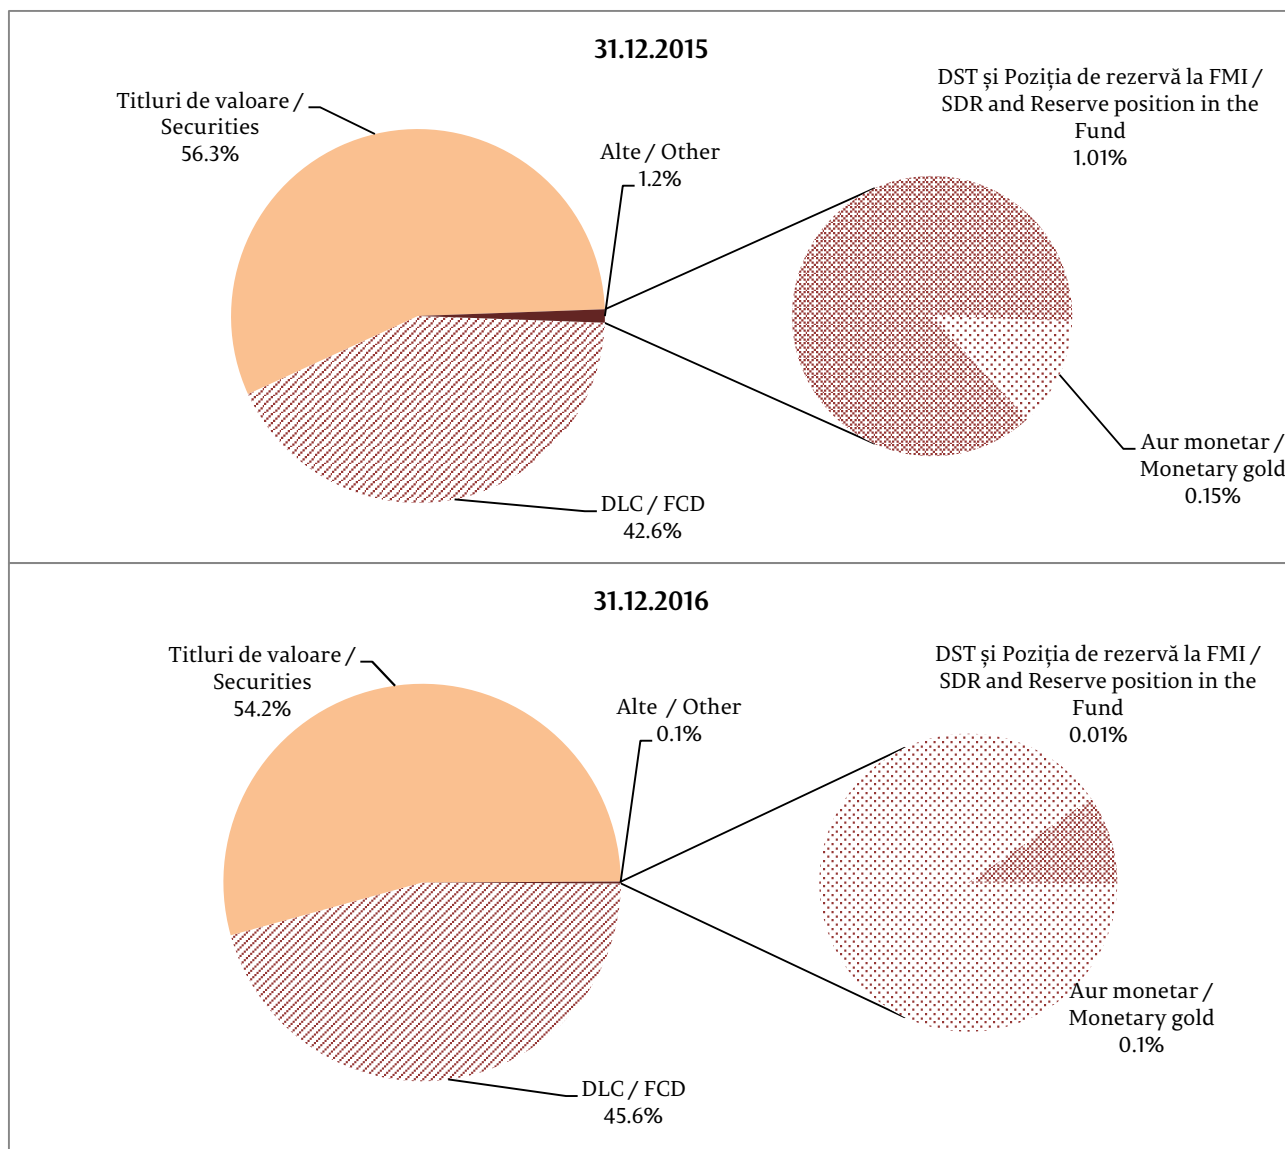 31.12.2015
Titluri de valoare /
Securities
56.3%
Alte / Other
1.2%
DST și Poziția de rezervă la FMI /
SDR and Reserve position in the
Fund
1.01%
Aur monetar /
Monetary gold
0.15%
DLC / FCD
42.6%
31.12.2016
Titluri de valoare /
Securities
54.2%
Alte / Other
0.1%
DST și Poziția de rezervă la FMI /
SDR and Reserve position in the
Fund
0.01%
Aur monetar /
Monetary gold
0.1%
DLC / FCD
45.6%